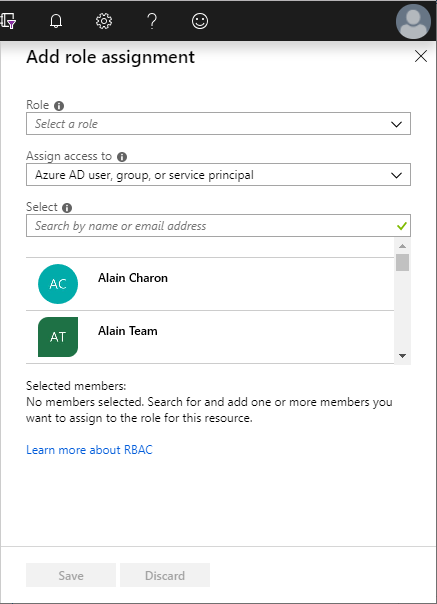 Add role assignment
Role
Select a role
Assign access to
Azure AD user, group, or service principal
Select
Search by name or email address
AC Alain Charon
AT Alain Team
Selected members:
No members selected. Search for and add one or more members you
want to assign to the role for this resource.
Learn more about RBAC
Save Discard